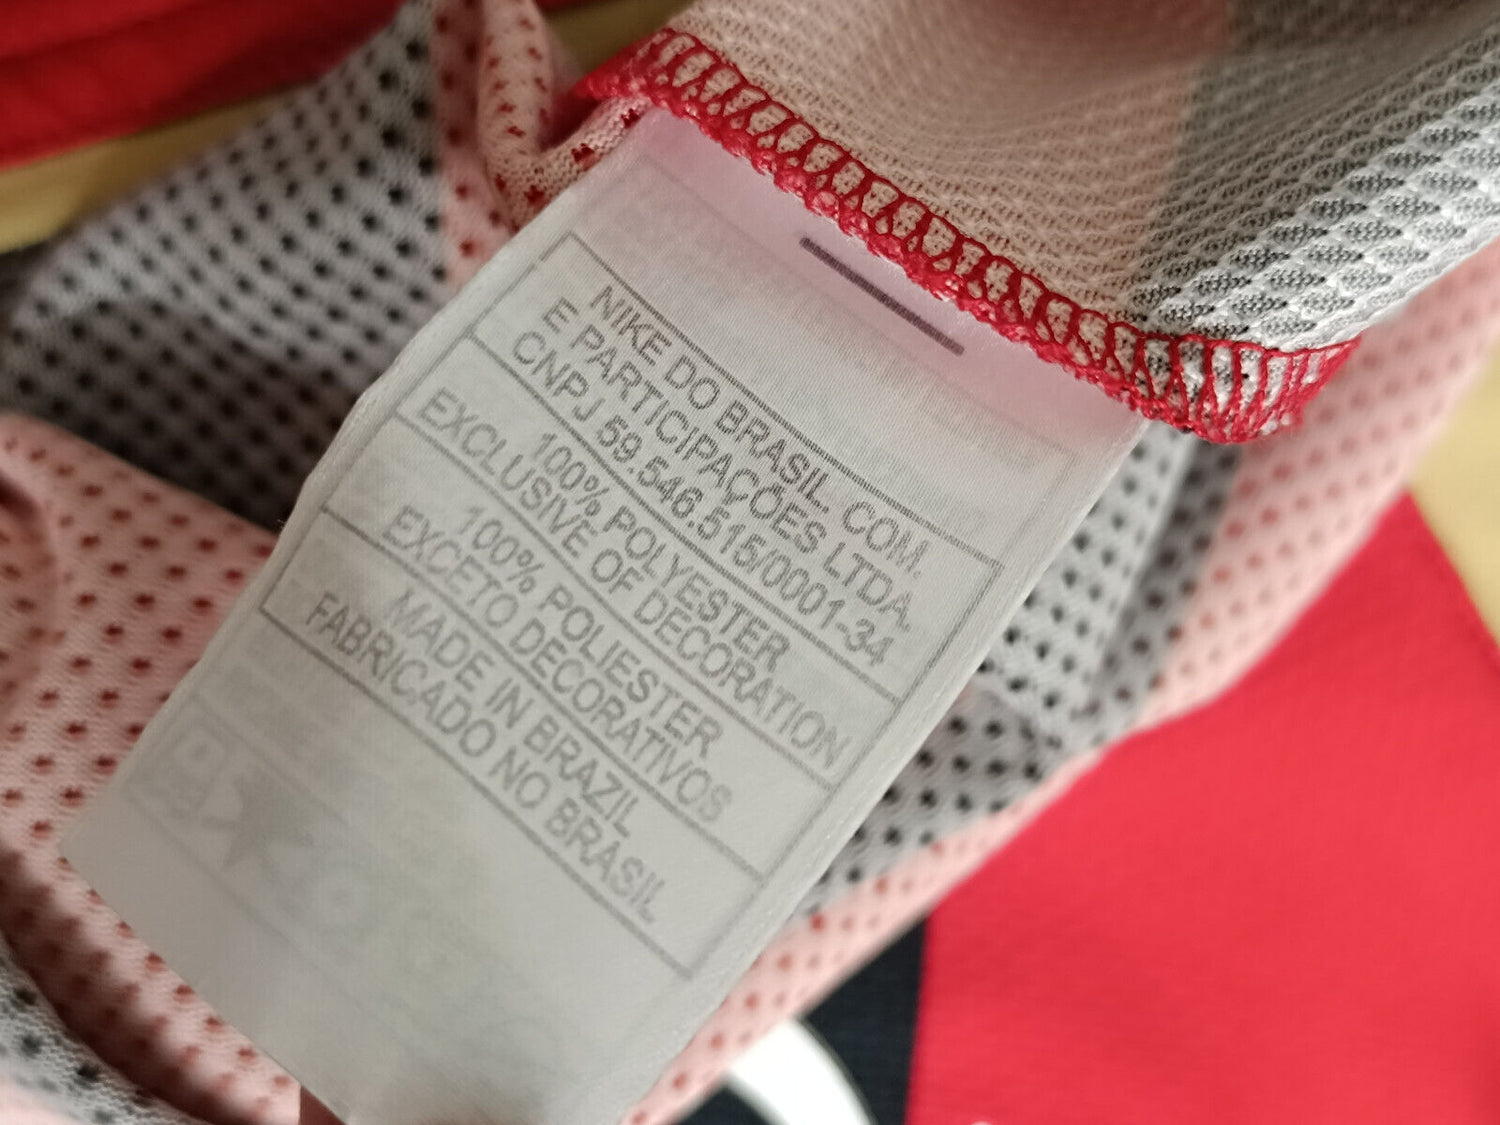 NIKE DO BRASIL COM.
E PARTICIPAÇÕES LTDA.
CNPJ 59.546.515/0001-34
100% POLYESTER
EXCLUSIVE OF DECORATION
100% POLIESTER
EXCETO DECORATIVOS
MADE IN BRAZIL
FABRICADO NO BRASIL